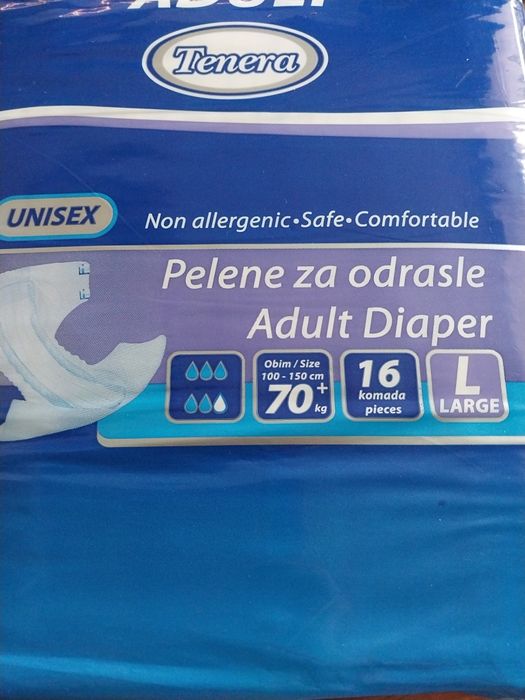 ADULT
Tenera
UNISEX
Non allergenic•Safe•Comfortable
Pelene za odrasle
Adult Diaper
Obim / Size
100 - 150 cm
70+ kg
16
komada
pieces
L
LARGE